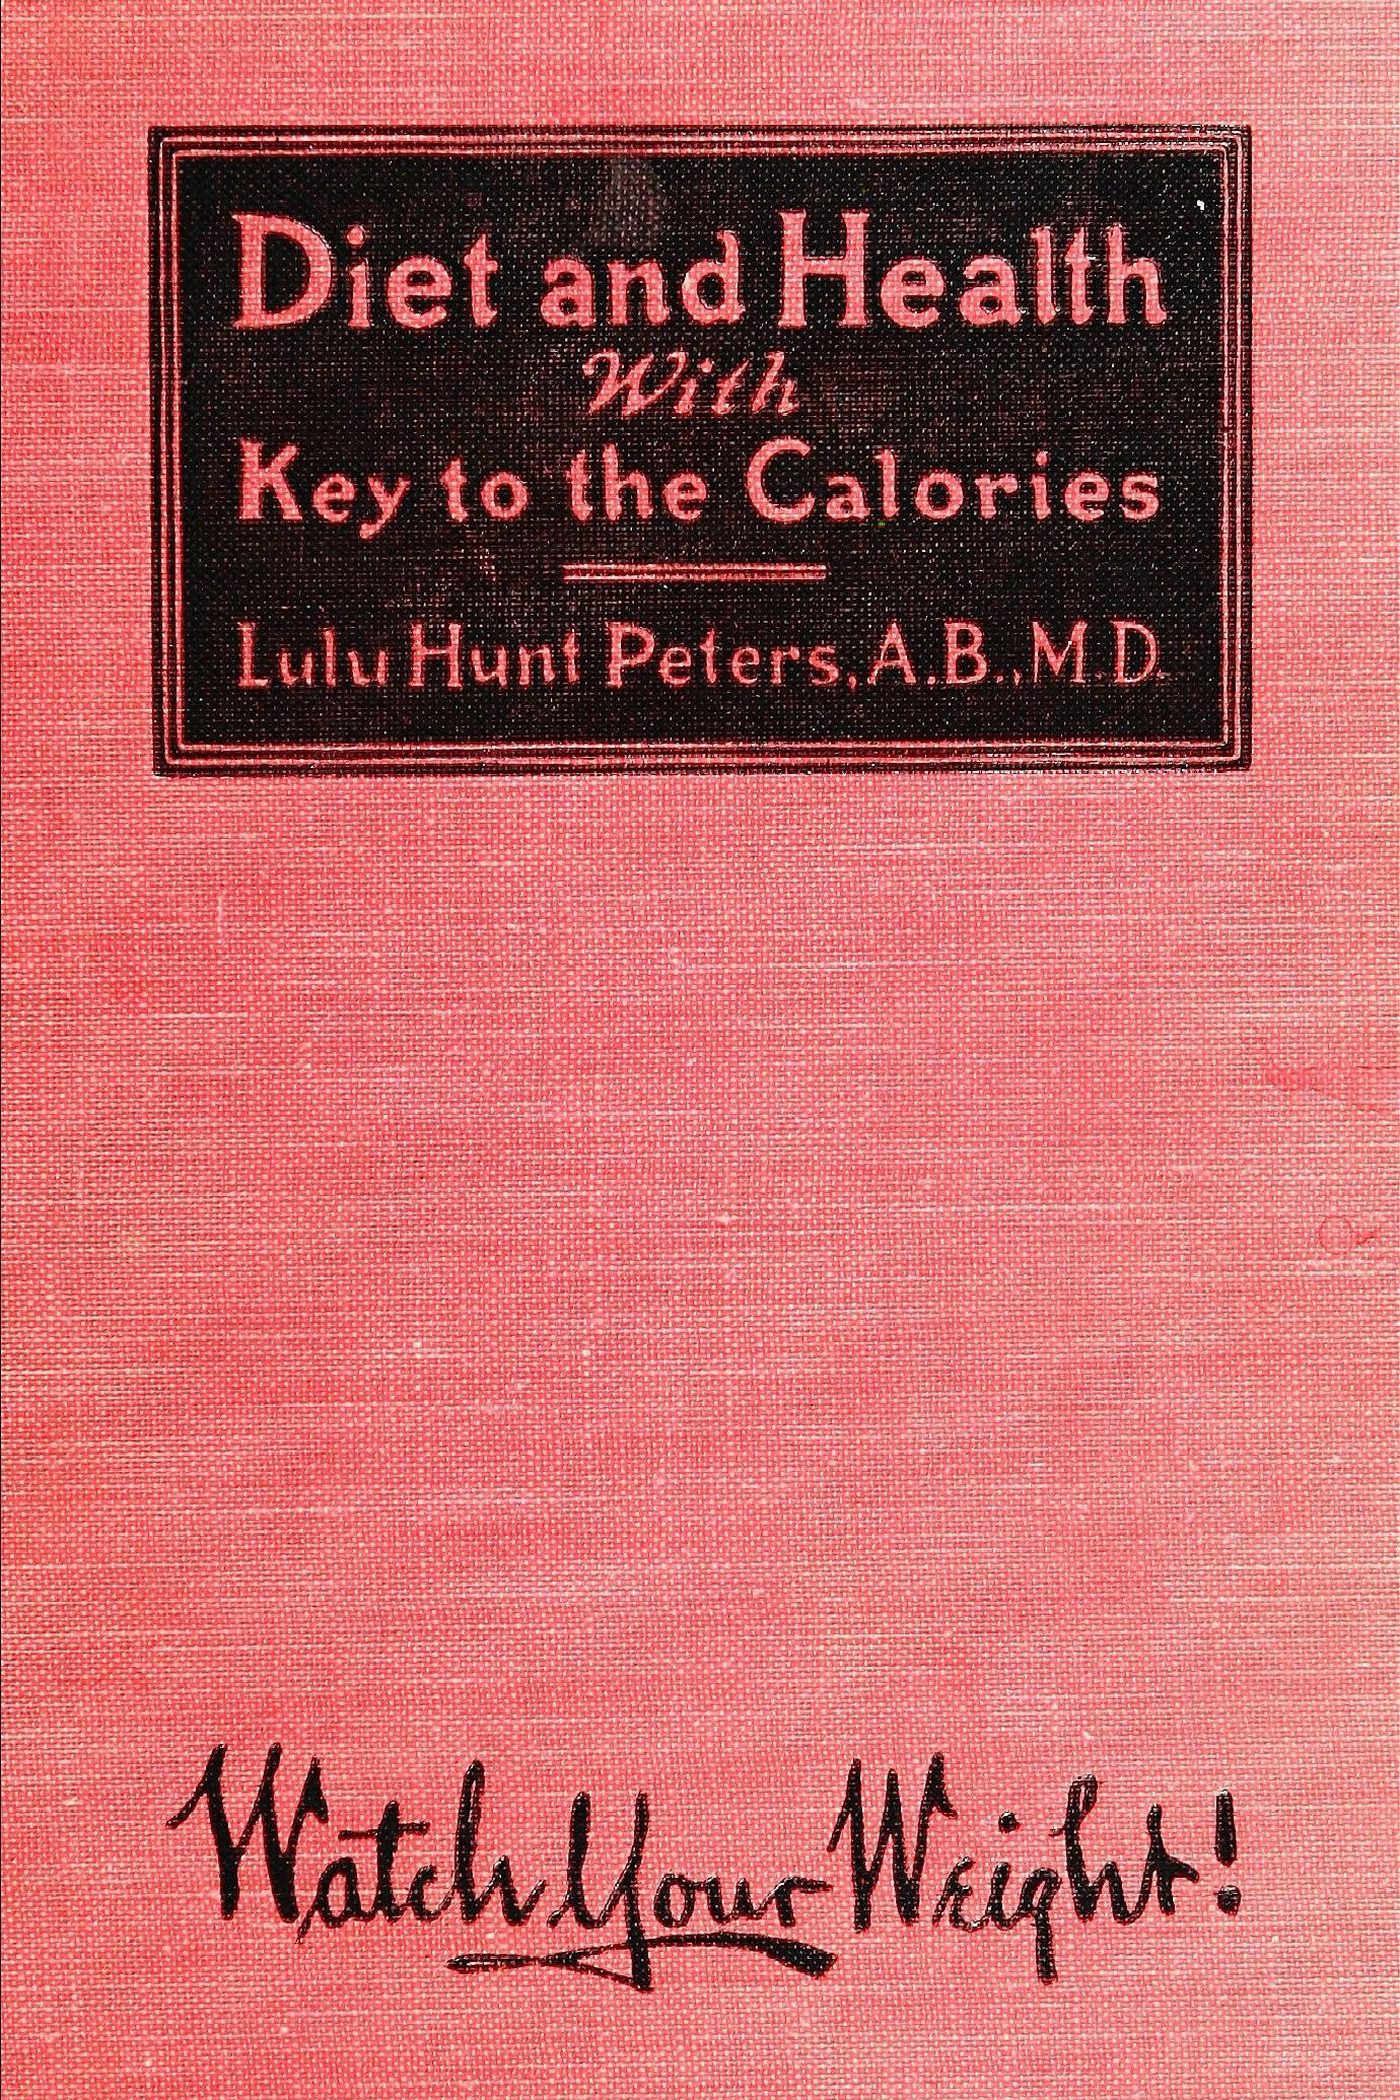 Diet and Health
With
Key to the Calories
Lulu Hunt Peters, A.B., M.D.
Watch Your Weight!